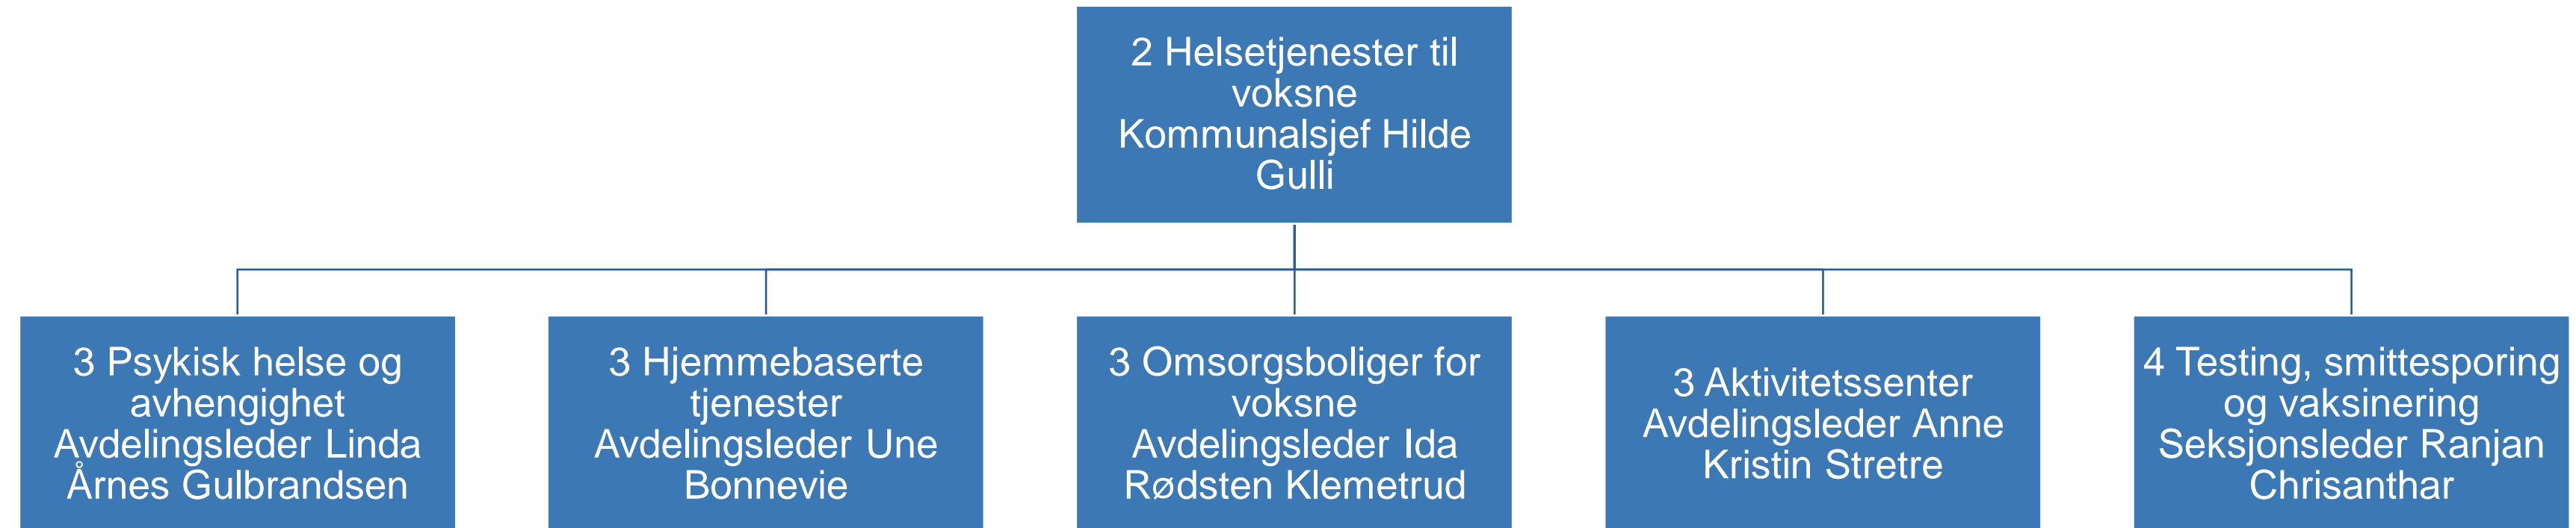 2 Helsetjenester til
voksne
Kommunalsjef Hilde
Gulli
3 Psykisk helse og
avhengighet
Avdelingsleder Linda
Årnes Gulbrandsen
3 Hjemmebaserte
tjenester
Avdelingsleder Une
Bonnevie
3 Omsorgsboliger for
voksne
Avdelingsleder Ida
Rødsten Klemetrud
3 Aktivitetssenter
Avdelingsleder Anne
Kristin Stretre
4 Testing, smittesporing
og vaksinering
Seksjonsleder Ranjan
Chrisanthar